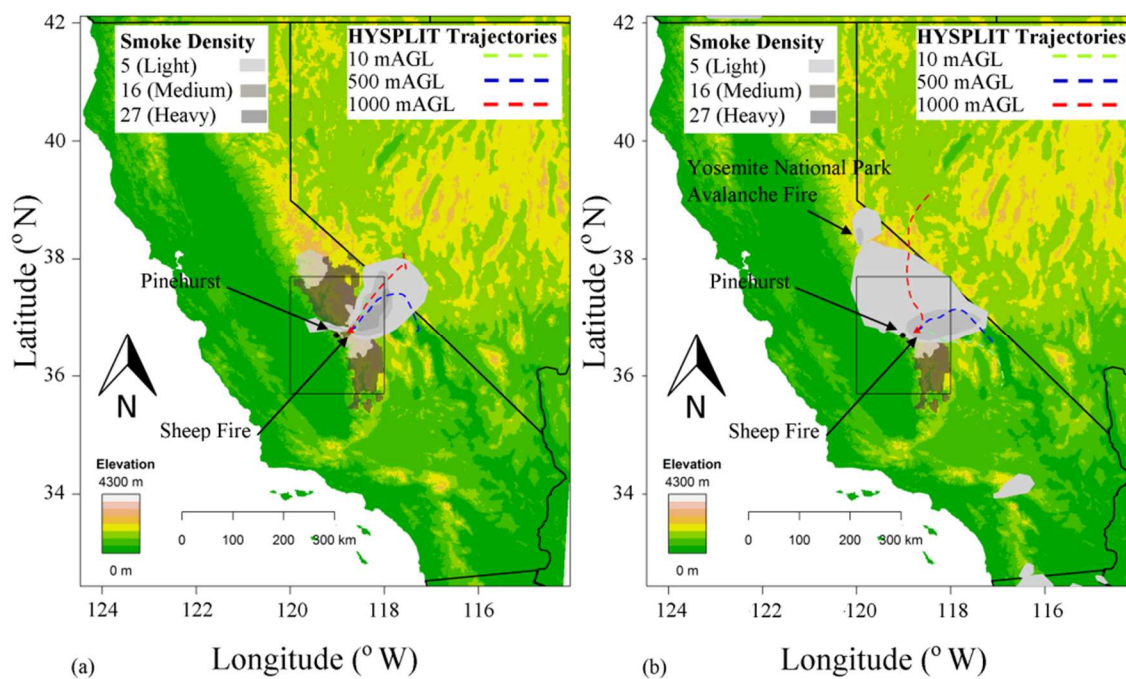 42
40
38
36
34
Latitude (º N)
124
122
120
118
116
Longitude (º W)
(a)
Smoke Density
5 (Light)
16 (Medium)
27 (Heavy)
HYSPLIT Trajectories
10 mAGL
500 mAGL
1000 mAGL
Pinehurst
N
Sheep Fire
Elevation
4300 m
0 m
0 100 200 300 km
42
40
38
36
34
Latitude (º N)
124
122
120
118
116
Longitude (º W)
(b)
Smoke Density
5 (Light)
16 (Medium)
27 (Heavy)
HYSPLIT Trajectories
10 mAGL
500 mAGL
1000 mAGL
Yosemite National Park
Avalanche Fire
Pinehurst
N
Sheep Fire
Elevation
4300 m
0 m
0 100 200 300 km